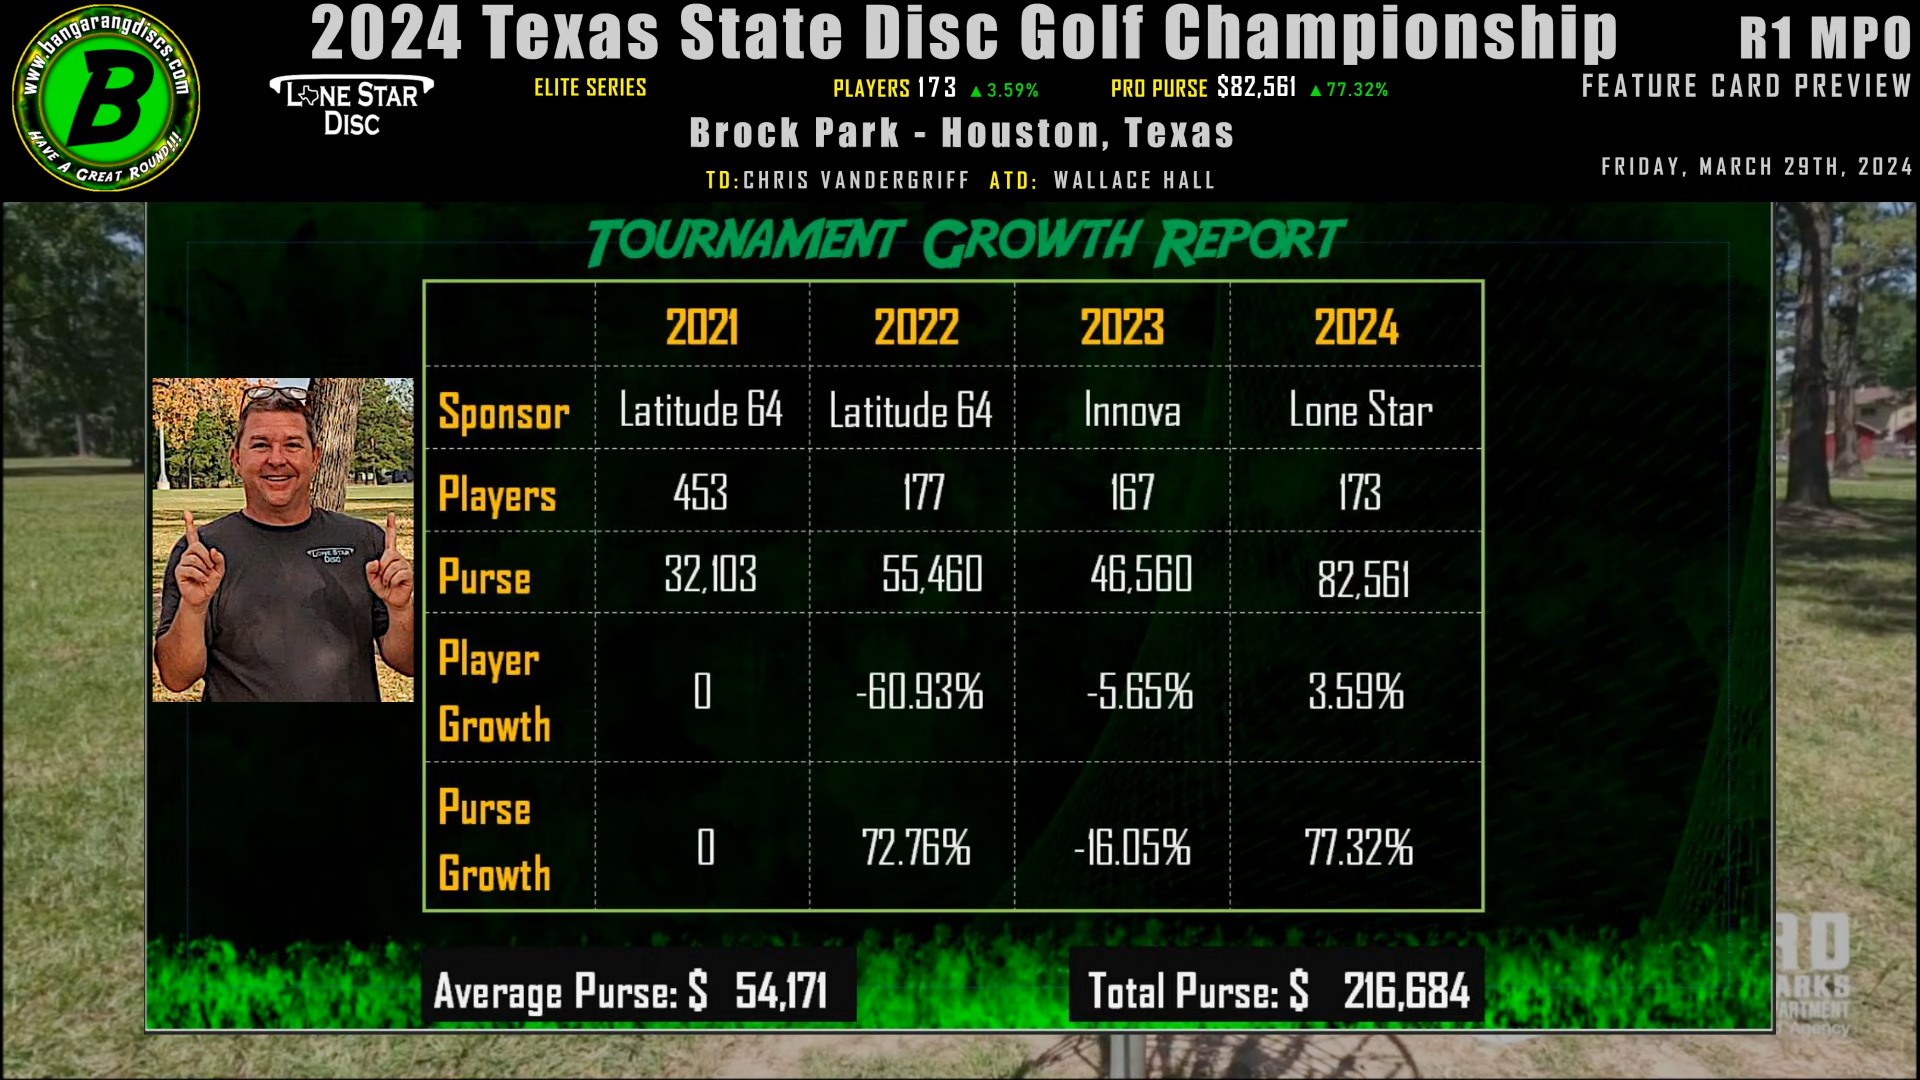 2024 Texas State Disc Golf Championship
R1 MPO
www.bangarangdiscs.com
B
HAVE A GREAT ROUND!!!
LONE STAR
DISC
ELITE SERIES
PLAYERS 173 ▲3.59%
PRO PURSE $82,561 ▲77.32%
FEATURE CARD PREVIEW
Brock Park - Houston, Texas
TD: CHRIS VANDERGRIFF ATD: WALLACE HALL
FRIDAY, MARCH 29TH, 2024
TOURNAMENT GROWTH REPORT
2021 2022 2023 2024
Sponsor Latitude 64 Latitude 64 Innova Lone Star
Players 453 177 167 173
Purse 32,103 55,460 46,560 82,561
Player
Growth 0 -60.93% -5.65% 3.59%
Purse
Growth 0 72.76% -16.05% 77.32%
LONE STAR
DISC
Average Purse: $ 54,171
Total Purse: $ 216,684
Agency